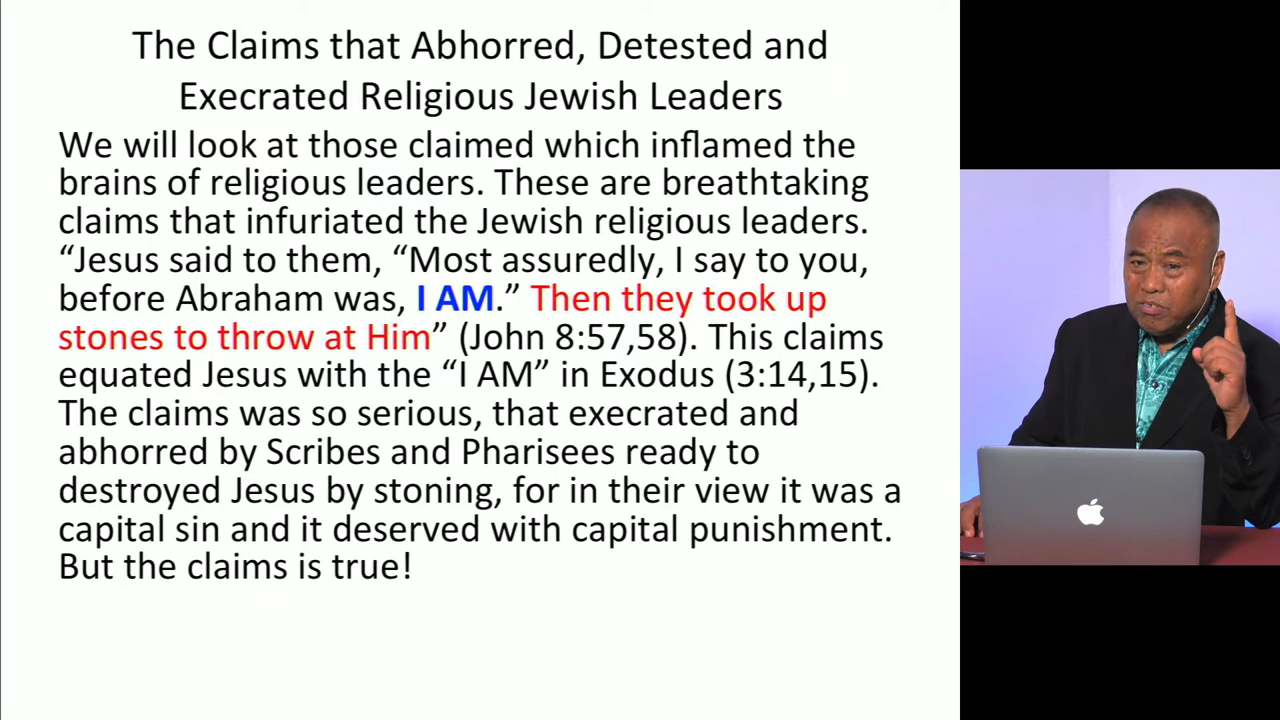 The Claims that Abhorred, Detested and
Execrated Religious Jewish Leaders
We will look at those claimed which inflamed the
brains of religious leaders. These are breathtaking
claims that infuriated the Jewish religious leaders.
“Jesus said to them, “Most assuredly, I say to you,
before Abraham was, I AM.” Then they took up
stones to throw at Him” (John 8:57,58). This claims
equated Jesus with the “I AM” in Exodus (3:14,15).
The claims was so serious, that execrated and
abhorred by Scribes and Pharisees ready to
destroyed Jesus by stoning, for in their view it was a
capital sin and it deserved with capital punishment.
But the claims is true!